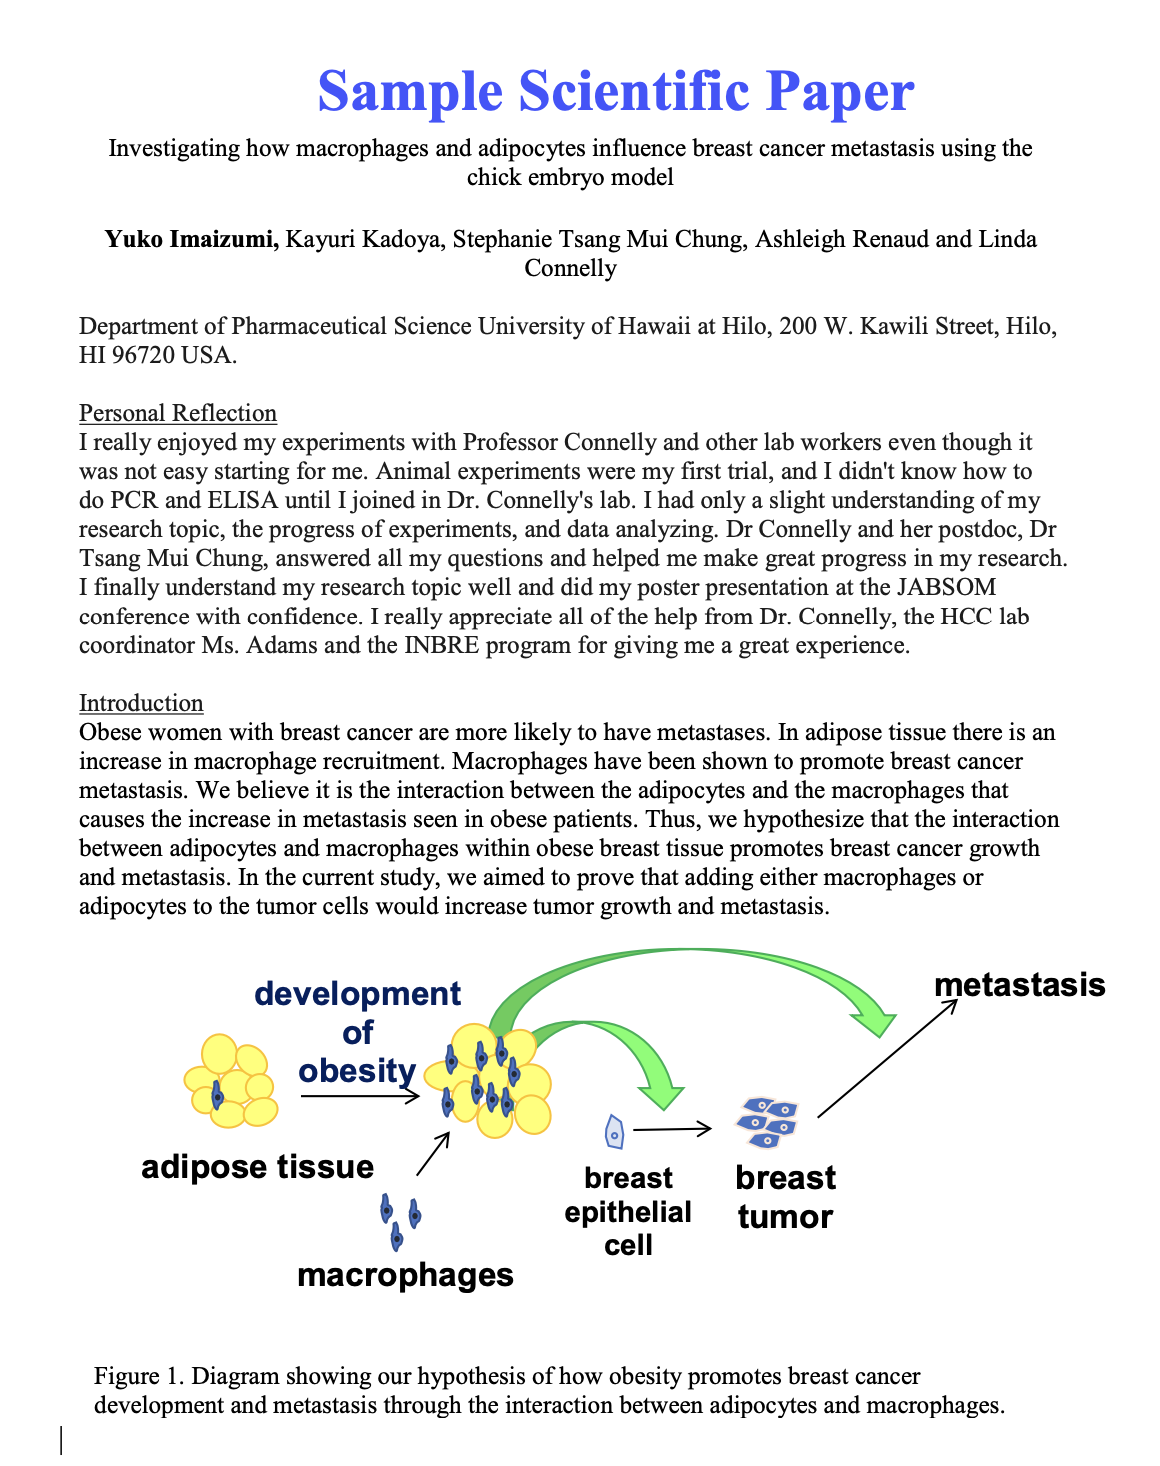 Sample Scientific Paper
Investigating how macrophages and adipocytes influence breast cancer metastasis using the
chick embryo model
Yuko Imaizumi, Kayuri Kadoya, Stephanie Tsang Mui Chung, Ashleigh Renaud and Linda
Connelly
Department of Pharmaceutical Science University of Hawaii at Hilo, 200 W. Kawili Street, Hilo,
HI 96720 USA.
Personal Reflection
I really enjoyed my experiments with Professor Connelly and other lab workers even though it
was not easy starting for me. Animal experiments were my first trial, and I didn't know how to
do PCR and ELISA until I joined in Dr. Connelly's lab. I had only a slight understanding of my
research topic, the progress of experiments, and data analyzing. Dr Connelly and her postdoc, Dr
Tsang Mui Chung, answered all my questions and helped me make great progress in my research.
I finally understand my research topic well and did my poster presentation at the JABSOM
conference with confidence. I really appreciate all of the help from Dr. Connelly, the HCC lab
coordinator Ms. Adams and the INBRE program for giving me a great experience.
Introduction
Obese women with breast cancer are more likely to have metastases. In adipose tissue there is an
increase in macrophage recruitment. Macrophages have been shown to promote breast cancer
metastasis. We believe it is the interaction between the adipocytes and the macrophages that
causes the increase in metastasis seen in obese patients. Thus, we hypothesize that the interaction
between adipocytes and macrophages within obese breast tissue promotes breast cancer growth
and metastasis. In the current study, we aimed to prove that adding either macrophages or
adipocytes to the tumor cells would increase tumor growth and metastasis.
development
of
obesity
metastasis
adipose tissue
macrophages
breast
epithelial
cell
breast
tumor
Figure 1. Diagram showing our hypothesis of how obesity promotes breast cancer
development and metastasis through the interaction between adipocytes and macrophages.